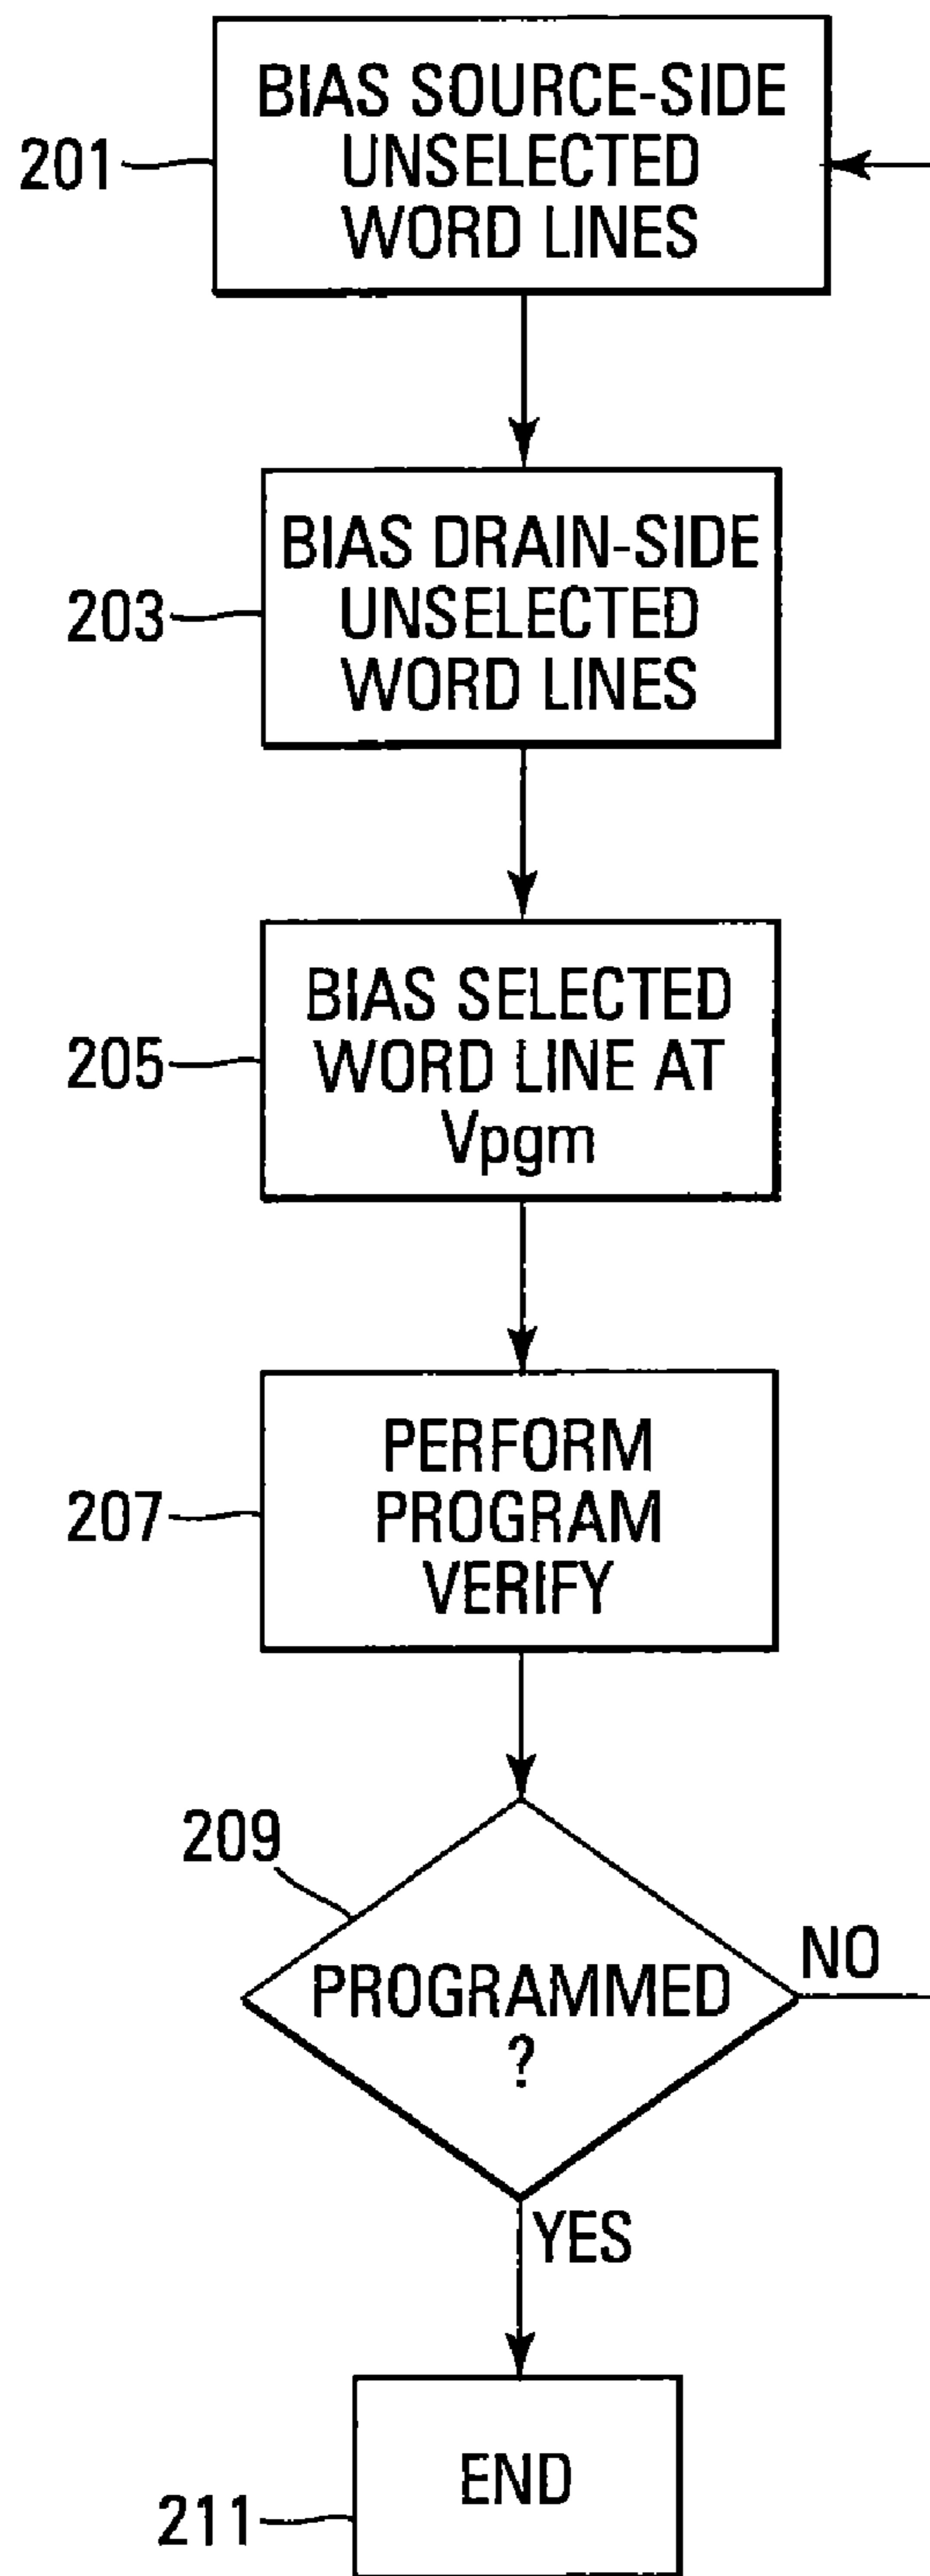 BIAS SOURCE-SIDE
UNSELECTED
WORD LINES
201
BIAS DRAIN-SIDE
UNSELECTED
WORD LINES
203
BIAS SELECTED
WORD LINE AT
Vpgm
205
PERFORM
PROGRAM
VERIFY
207
209
PROGRAMMED
?
NO
YES
END
211